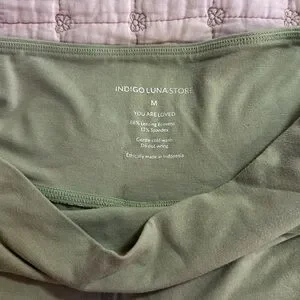 INDIGO LUNA STORE
M
YOU ARE LOVED
88% Lenzing Viscose
12% Spandex
Gentle cold wash
Do not wring
Ethically made in Indonesia